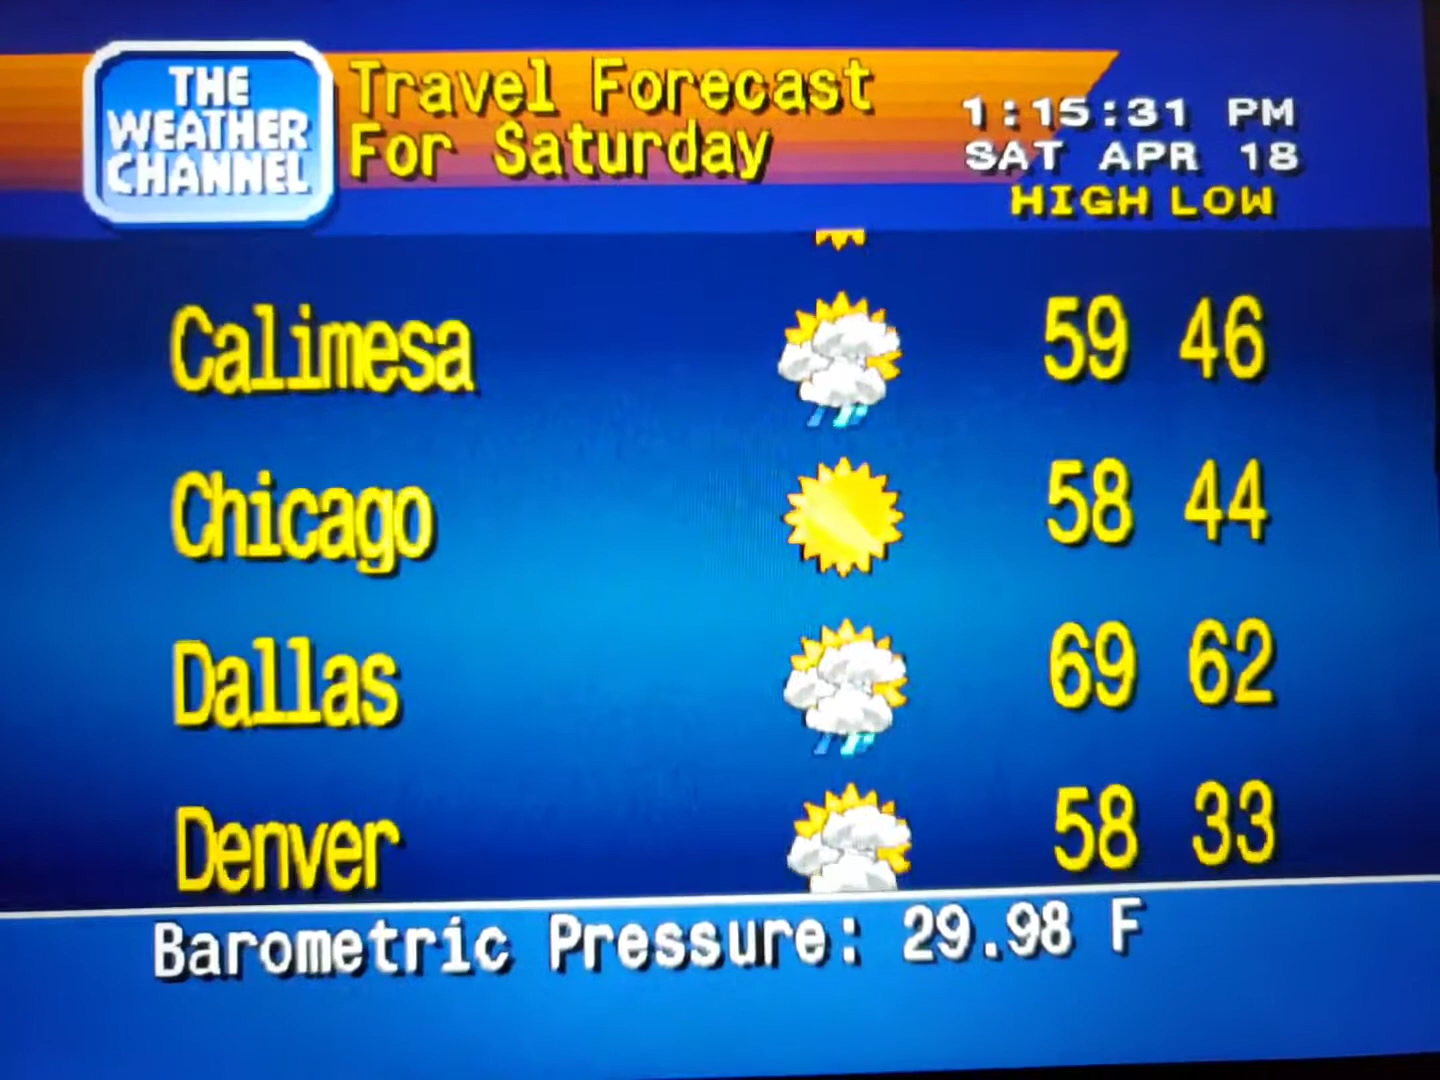 THE
WEATHER
CHANNEL
Travel Forecast
For Saturday
1:15:31 PM
SAT APR 18
HIGH LOW
Calimesa 59 46
Chicago 58 44
Dallas 69 62
Denver 58 33
Barometric Pressure: 29.98 F